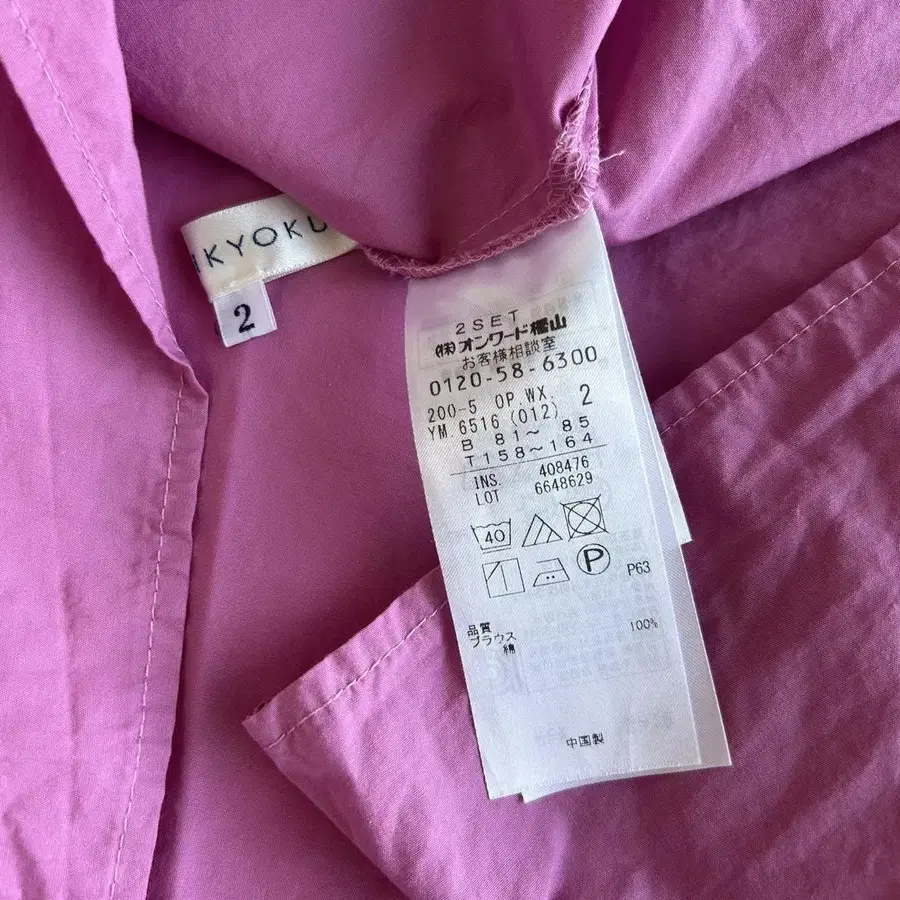 KYOKU
2
2SET
(株)オンワード樫山
お客様相談室
0120-58-6300
200-5 OP.WX. 2
YM.6516 (012)
B 81～ 85
T158～164
INS. 408476
LOT 6648629
40
P
P63
品質
ブラウス
綿 100%
中国製